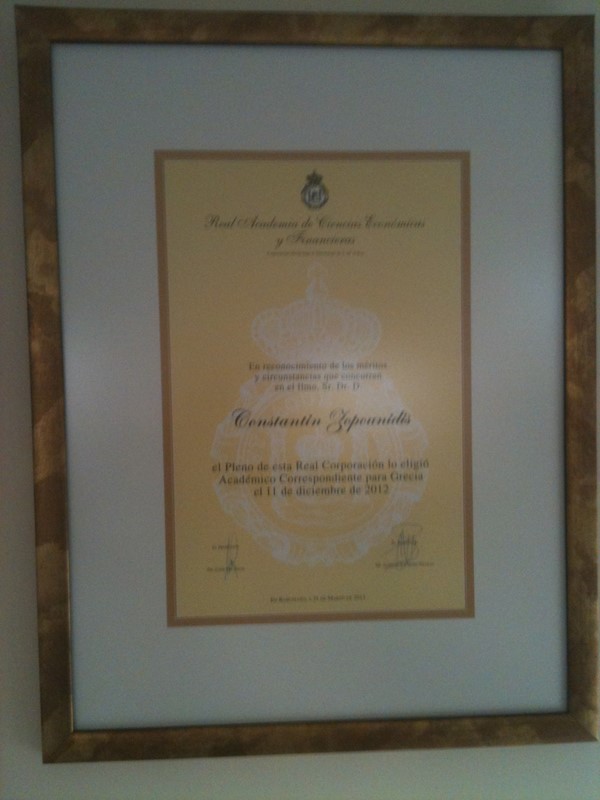 Real Academia de Ciencias Económicas
y Financieras
En reconocimiento de los méritos
y circunstancias que concurren
en el Ilmo. Sr. Dr. D.
Constantin Zopounidis
el Pleno de esta Real Corporación lo eligió
Académico Correspondiente para Grecia
el 11 de diciembre de 2012